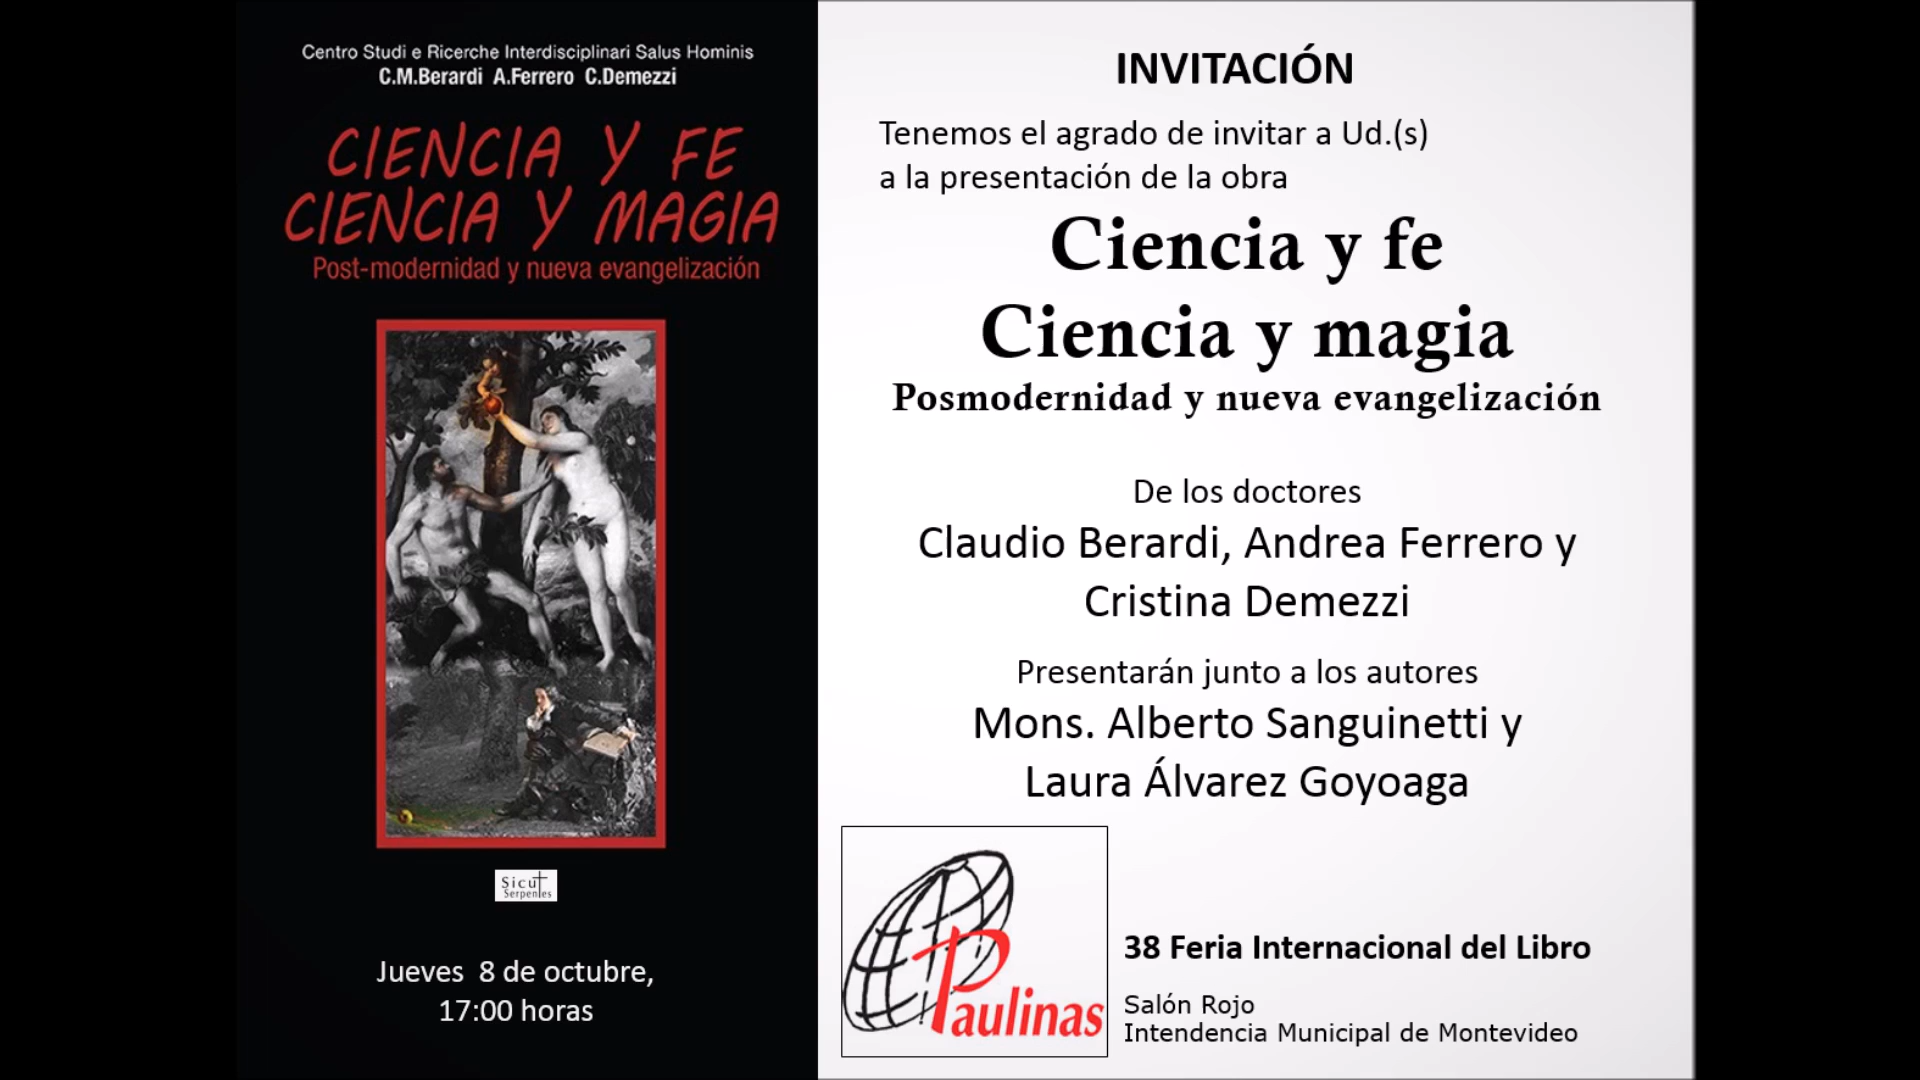 Centro Studi e Ricerche Interdisciplinari Salus Hominis
C.M.Berardi A.Ferrero C.Demezzi
CIENCIA Y FE
CIENCIA Y MAGIA
Post-modernidad y nueva evangelización
Sicut
Serpentes
Jueves 8 de octubre,
17:00 horas
INVITACIÓN
Tenemos el agrado de invitar a Ud.(s)
a la presentación de la obra
Ciencia y fe
Ciencia y magia
Posmodernidad y nueva evangelización
De los doctores
Claudio Berardi, Andrea Ferrero y
Cristina Demezzi
Presentarán junto a los autores
Mons. Alberto Sanguinetti y
Laura Álvarez Goyoaga
Paulinas
38 Feria Internacional del Libro
Salón Rojo
Intendencia Municipal de Montevideo